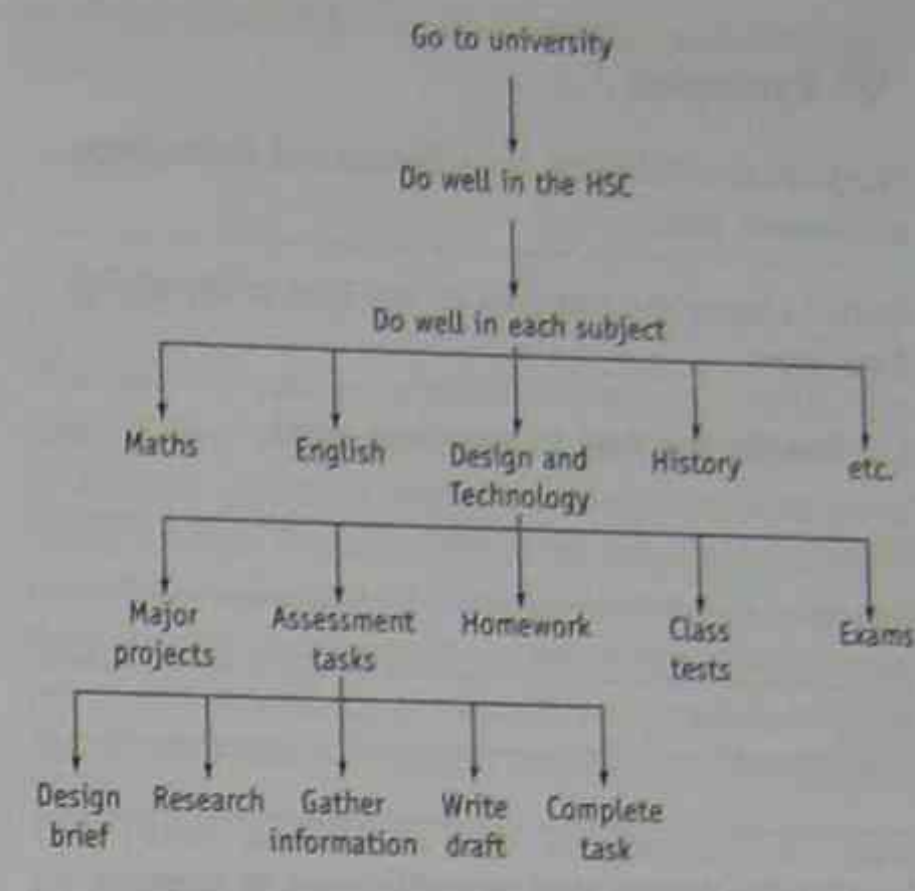 Go to university
Do well in the HSC
Do well in each subject
Maths
English
Design and
Technology
History
etc.
Major
projects
Assessment
tasks
Homework
Class
tests
Exams
Design
brief
Research
Gather
information
Write
draft
Complete
task